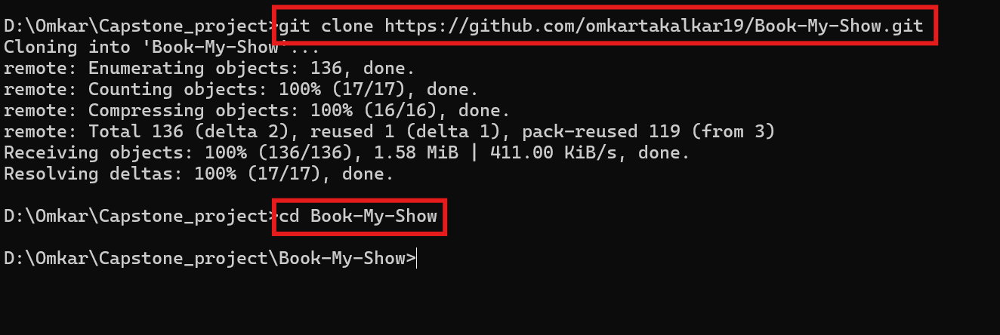 D:\Omkar\Capstone_project>git clone https://github.com/omkartakalkar19/Book-My-Show.git
Cloning into 'Book-My-Show'...
remote: Enumerating objects: 136, done.
remote: Counting objects: 100% (17/17), done.
remote: Compressing objects: 100% (16/16), done.
remote: Total 136 (delta 2), reused 1 (delta 1), pack-reused 119 (from 3)
Receiving objects: 100% (136/136), 1.58 MiB | 411.00 KiB/s, done.
Resolving deltas: 100% (17/17), done.
D:\Omkar\Capstone_project>cd Book-My-Show
D:\Omkar\Capstone_project\Book-My-Show>